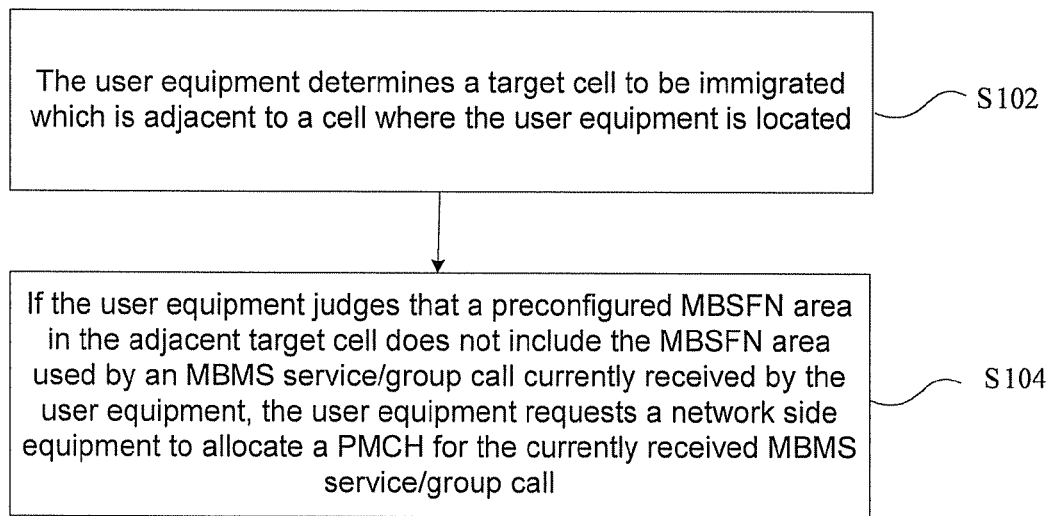 The user equipment determines a target cell to be immigrated
which is adjacent to a cell where the user equipment is located
S102
If the user equipment judges that a preconfigured MBSFN area
in the adjacent target cell does not include the MBSFN area
used by an MBMS service/group call currently received by the
user equipment, the user equipment requests a network side
equipment to allocate a PMCH for the currently received MBMS
service/group call
S104